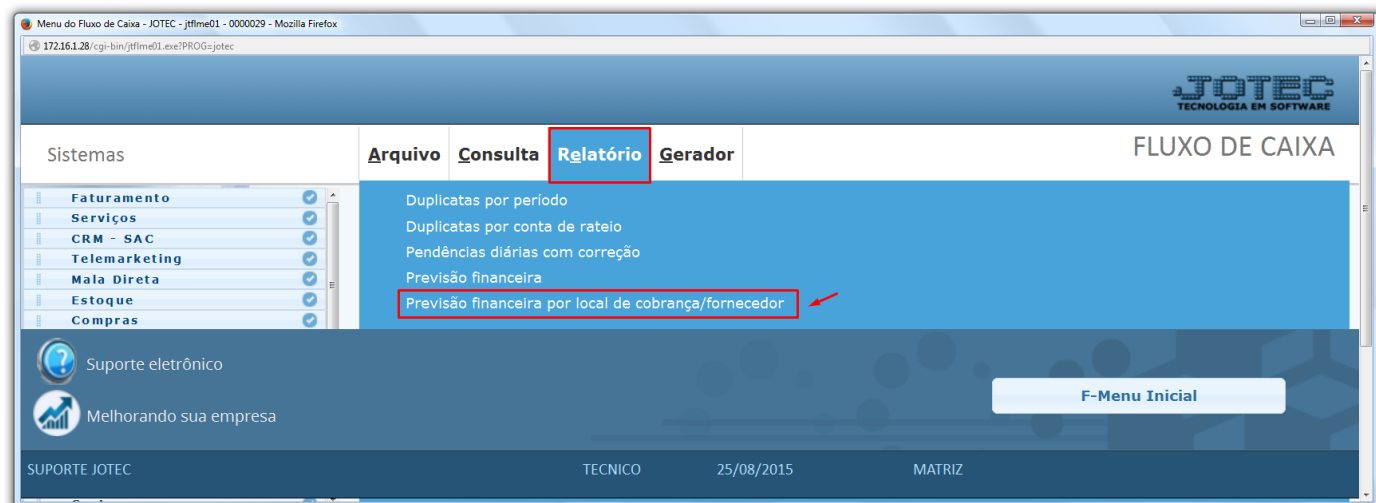 Menu do Fluxo de Caixa - JOTEC - jtflme01 - 0000029 - Mozilla Firefox
172.16.1.28/cgi-bin/jtflme01.exe?PROG=jotec
JOTEC
TECNOLOGIA EM SOFTWARE
Sistemas
Arquivo Consulta Relatório Gerador
FLUXO DE CAIXA
Faturamento
Serviços
CRM - SAC
Telemarketing
Mala Direta
Estoque
Compras
Duplicatas por período
Duplicatas por conta de rateio
Pendências diárias com correção
Previsão financeira
Previsão financeira por local de cobrança/fornecedor
Suporte eletrônico
Melhorando sua empresa
F-Menu Inicial
SUPORTE JOTEC TECNICO 25/08/2015 MATRIZ